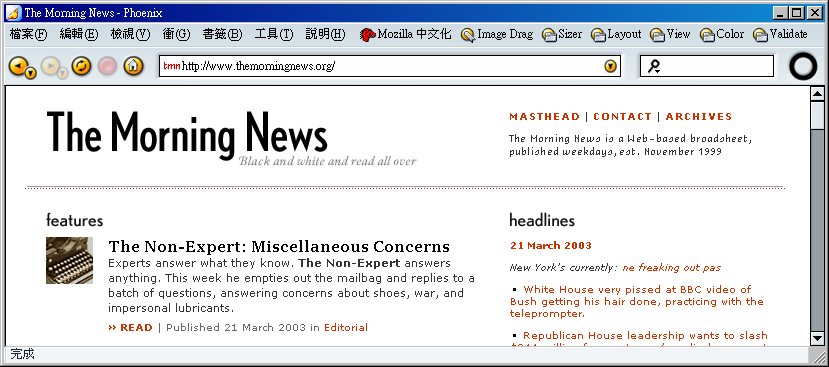 The Morning News - Phoenix
檔案(F) 編輯(E) 檢視(V) 衝(G) 書籤(B) 工具(T) 說明(H) Mozilla 中文化 Image Drag Sizer Layout View Color Validate
tmn http://www.themorningnews.org/
The Morning News
Black and white and read all over
MASTHEAD | CONTACT | ARCHIVES
The Morning News is a Web-based broadsheet,
published weekdays, est. November 1999
features
The Non-Expert: Miscellaneous Concerns
Experts answer what they know. The Non-Expert answers
anything. This week he empties out the mailbag and replies to a
batch of questions, answering concerns about shoes, war, and
impersonal lubricants.
›› READ | Published 21 March 2003 in Editorial
headlines
21 March 2003
New York's currently: ne freaking out pas
▪ White House very pissed at BBC video of
Bush getting his hair done, practicing with the
teleprompter.
▪ Republican House leadership wants to slash
完成